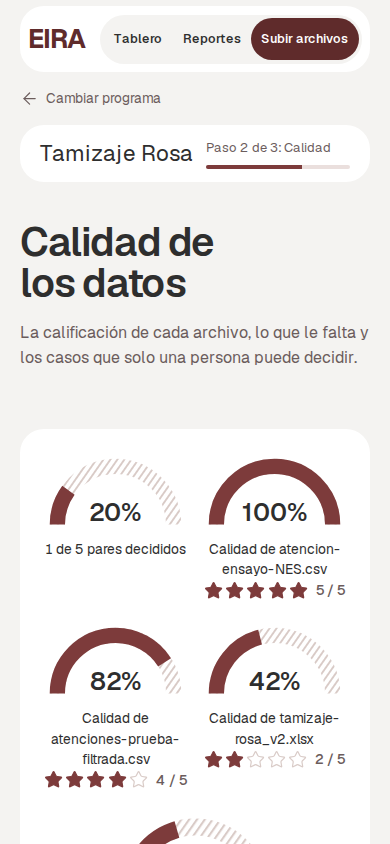 EIRA
Tablero
Reportes
Subir archivos
Cambiar programa
Tamizaje Rosa
Paso 2 de 3: Calidad
Calidad de
los datos
La calificación de cada archivo, lo que le falta y
los casos que solo una persona puede decidir.
20%
1 de 5 pares decididos
100%
Calidad de atencion-
ensayo-NES.csv
5 / 5
82%
Calidad de
atenciones-prueba-
filtrada.csv
4 / 5
42%
Calidad de tamizaje-
rosa_v2.xlsx
2 / 5